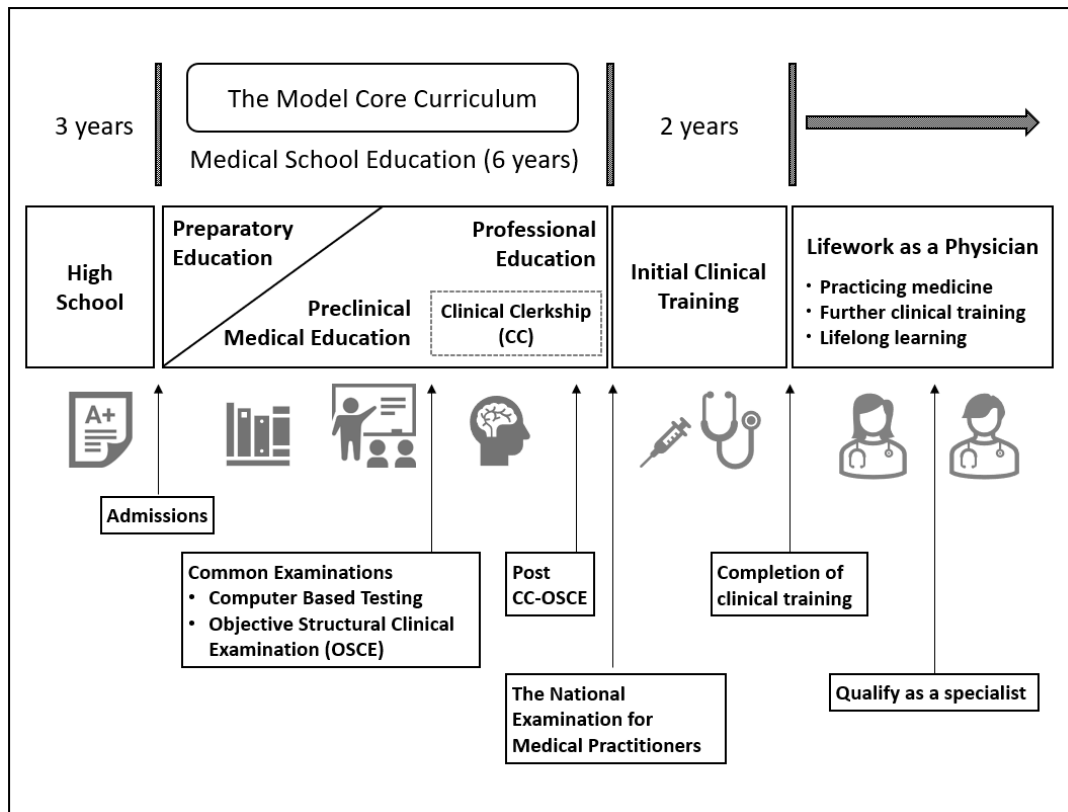 The Model Core Curriculum
3 years
Medical School Education (6 years)
2 years
High
School
Preparatory
Education
Professional
Education
Preclinical
Medical Education
Clinical Clerkship
(CC)
Initial Clinical
Training
Lifework as a Physician
・Practicing medicine
・Further clinical training
・Lifelong learning
A+
Admissions
Common Examinations
• Computer Based Testing
• Objective Structural Clinical
Examination (OSCE)
Post
CC-OSCE
The National
Examination for
Medical Practitioners
Completion of
clinical training
Qualify as a specialist